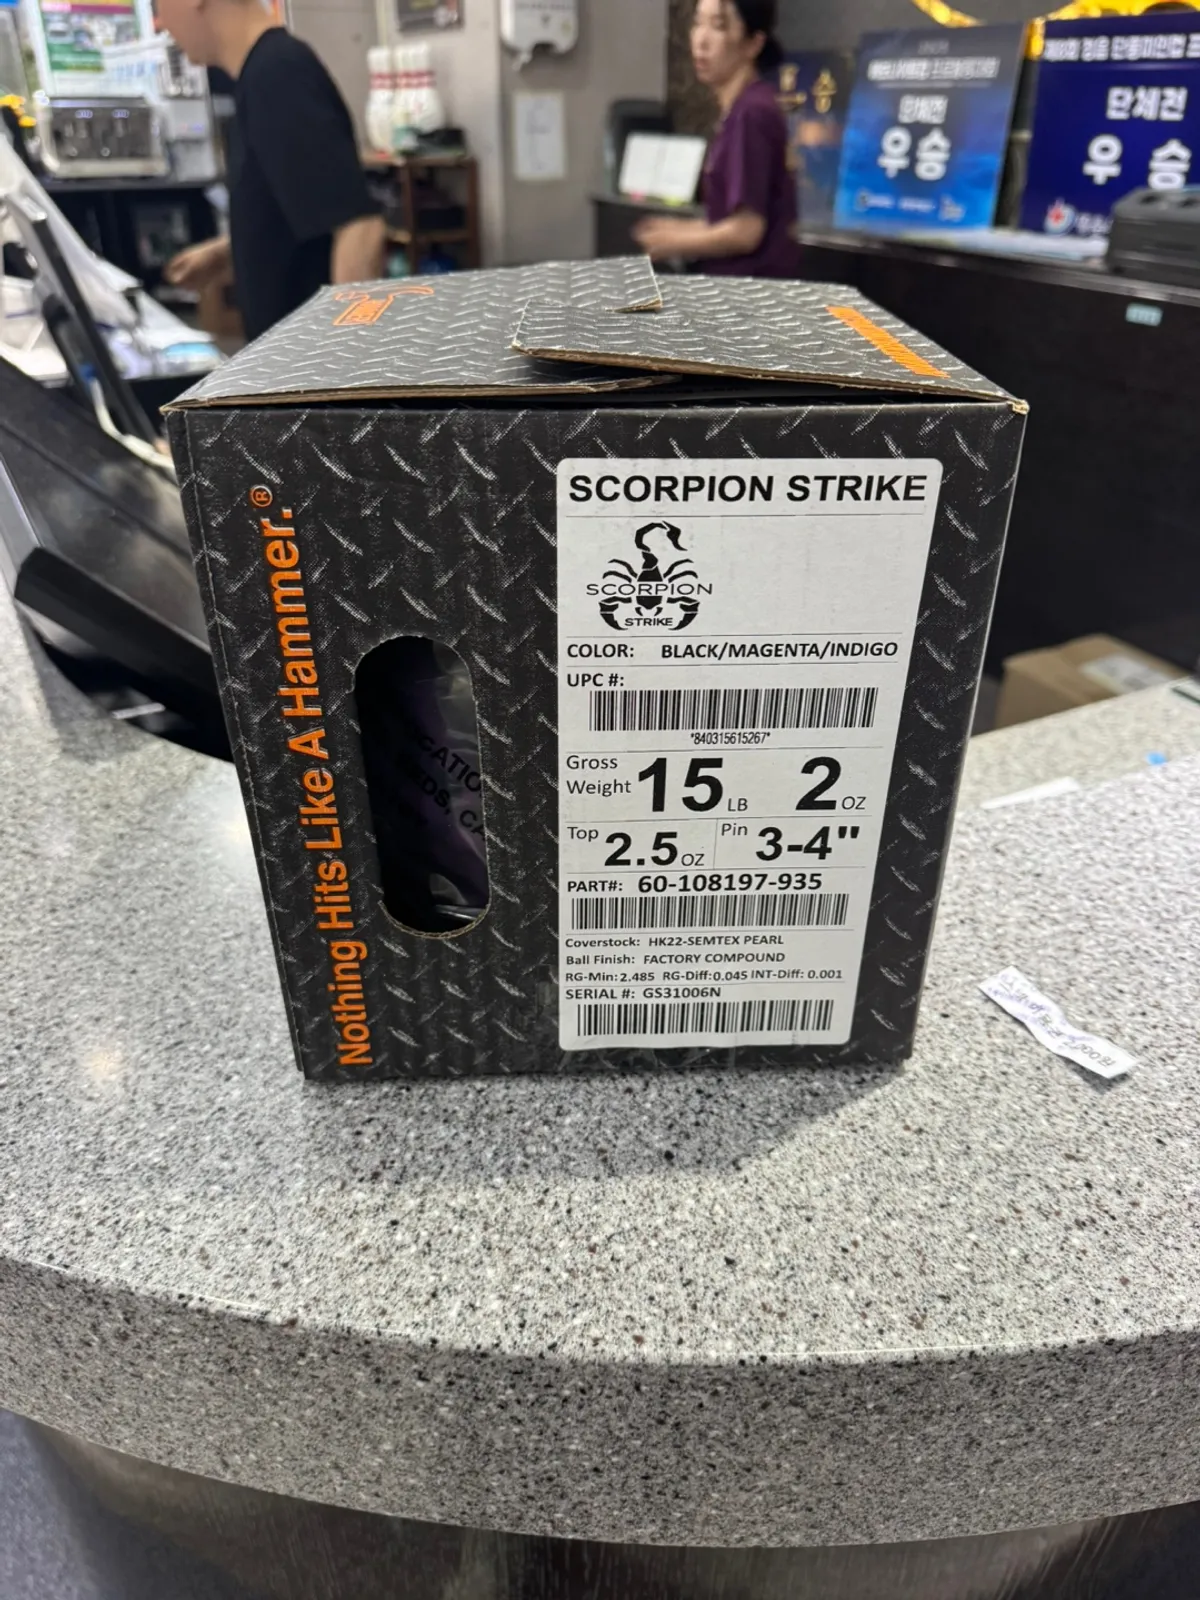 단체전
우승
단체전
우승
Nothing Hits Like A Hammer.®
SCORPION STRIKE
SCORPION
STRIKE
COLOR: BLACK/MAGENTA/INDIGO
UPC #:
*840315615267*
Gross Weight 15 LB 2 OZ
Top 2.5 OZ Pin 3-4"
PART#: 60-108197-935
Coverstock: HK22-SEMTEX PEARL
Ball Finish: FACTORY COMPOUND
RG-Min: 2.485 RG-Diff: 0.045 INT-Diff: 0.001
SERIAL #: GS31006N